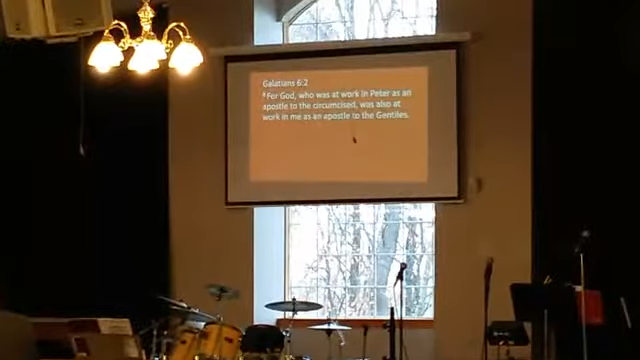 Galatians 6:2
8 For God, who was at work in Peter as an
apostle to the circumcised, was also at
work in me as an apostle to the Gentiles.